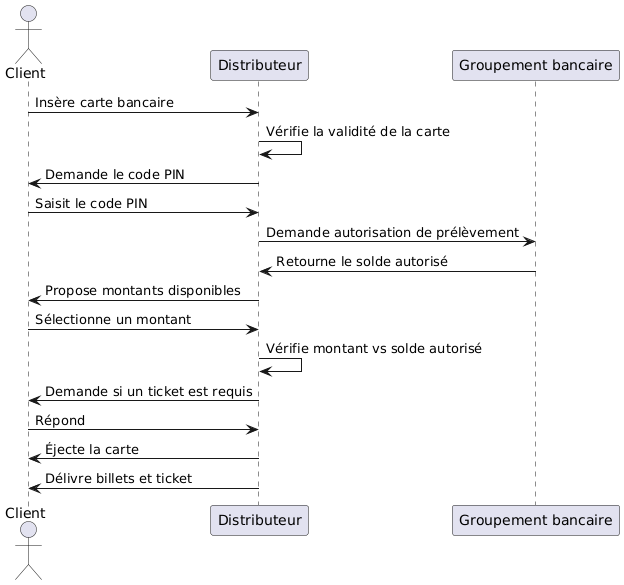 Client
Distributeur
Groupement bancaire
Insère carte bancaire
Vérifie la validité de la carte
Demande le code PIN
Saisit le code PIN
Demande autorisation de prélèvement
Retourne le solde autorisé
Propose montants disponibles
Sélectionne un montant
Vérifie montant vs solde autorisé
Demande si un ticket est requis
Répond
Éjecte la carte
Délivre billets et ticket
Client
Distributeur
Groupement bancaire